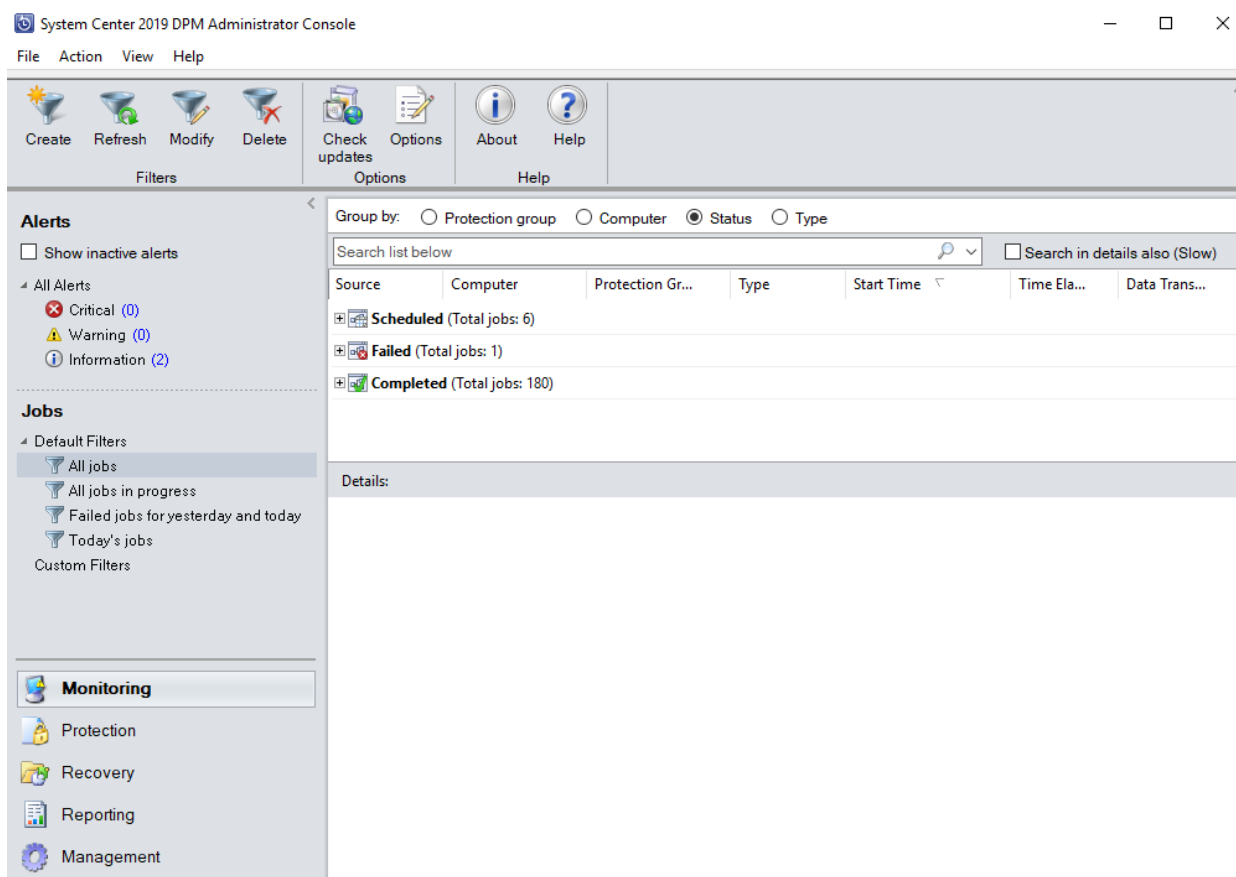 System Center 2019 DPM Administrator Console
File Action View Help
Create Refresh Modify Delete
Filters
Check updates Options
Options
About Help
Help
Alerts
Show inactive alerts
All Alerts
Critical (0)
Warning (0)
Information (2)
Jobs
Default Filters
All jobs
All jobs in progress
Failed jobs for yesterday and today
Today's jobs
Custom Filters
Monitoring
Protection
Recovery
Reporting
Management
Group by: Protection group Computer Status Type
Search list below Search in details also (Slow)
Source Computer Protection Gr... Type Start Time Time Ela... Data Trans...
Scheduled (Total jobs: 6)
Failed (Total jobs: 1)
Completed (Total jobs: 180)
Details: